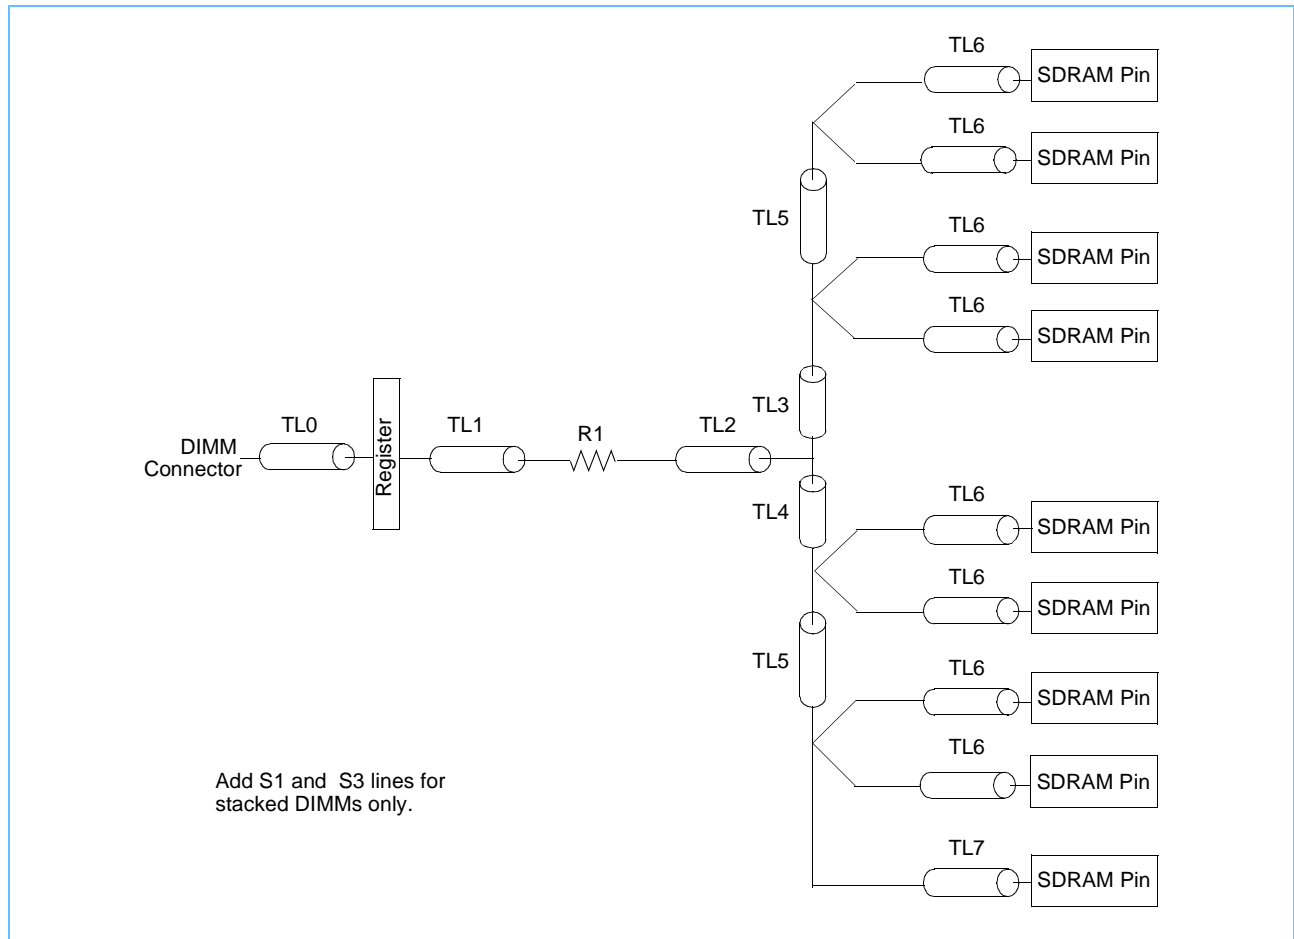 TL6
SDRAM Pin
TL6
SDRAM Pin
TL5
TL6
SDRAM Pin
TL6
SDRAM Pin
TL3
TL0
TL1
R1
TL2
DIMM
Connector
Register
TL4
TL6
SDRAM Pin
TL6
SDRAM Pin
TL5
TL6
SDRAM Pin
TL6
SDRAM Pin
Add S1 and S3 lines for
stacked DIMMs only.
TL7
SDRAM Pin